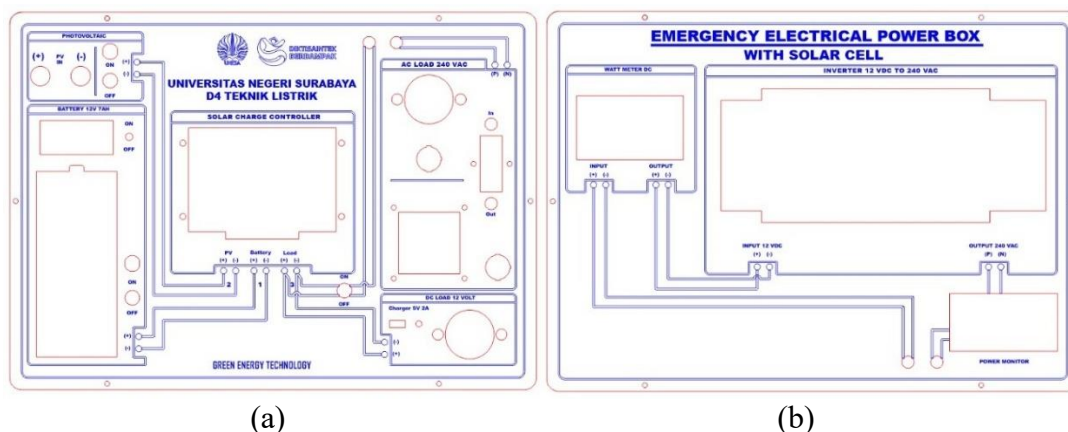 PHOTOVOLTAIC
(+) PV IN (-)
ON
OFF
(+)
(-)
BATTERY 12V 7AH
ON
OFF
ON
OFF
(+)
(-)
UNESA
DIKTISAINTEK
BERDAMPAK
UNIVERSITAS NEGERI SURABAYA
D4 TEKNIK LISTRIK
SOLAR CHARGE CONTROLLER
PV Battery Load
(+) (-) (+) (-) (+) (-)
2 1 3
ON
OFF
GREEN ENERGY TECHNOLOGY
(P) (N)
AC LOAD 240 VAC
In
Out
DC LOAD 12 VOLT
Charger 5V 2A
(-)
(+)
(a)
EMERGENCY ELECTRICAL POWER BOX
WITH SOLAR CELL
WATT METER DC
INPUT OUTPUT
(+) (-) (+) (-)
INVERTER 12 VDC TO 240 VAC
INPUT 12 VDC
(+) (-)
OUTPUT 240 VAC
(P) (N)
POWER MONITOR
(b)